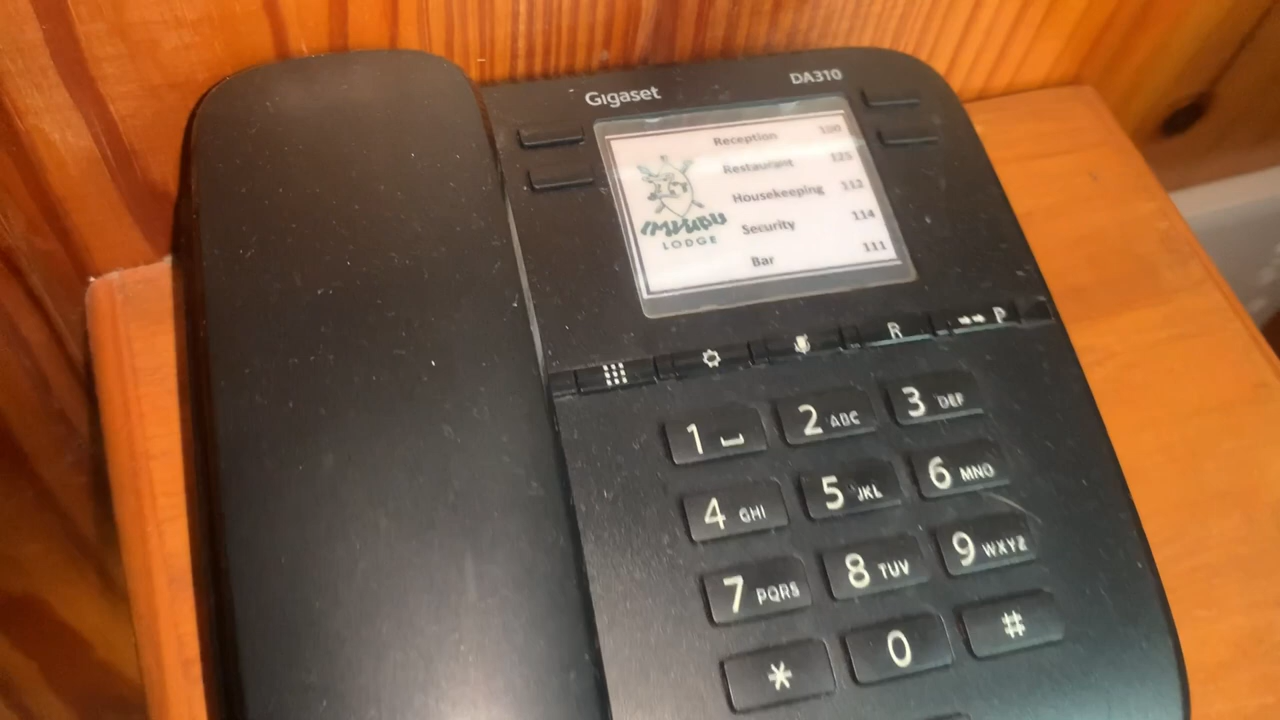 Gigaset DA310
Reception 100
Restaurant 125
Housekeeping 112
Security 114
Bar 111
IMVUBU
LODGE
R P
1 2 ABC 3 DEF
4 GHI 5 JKL 6 MNO
7 PQRS 8 TUV 9 WXYZ
* 0 #